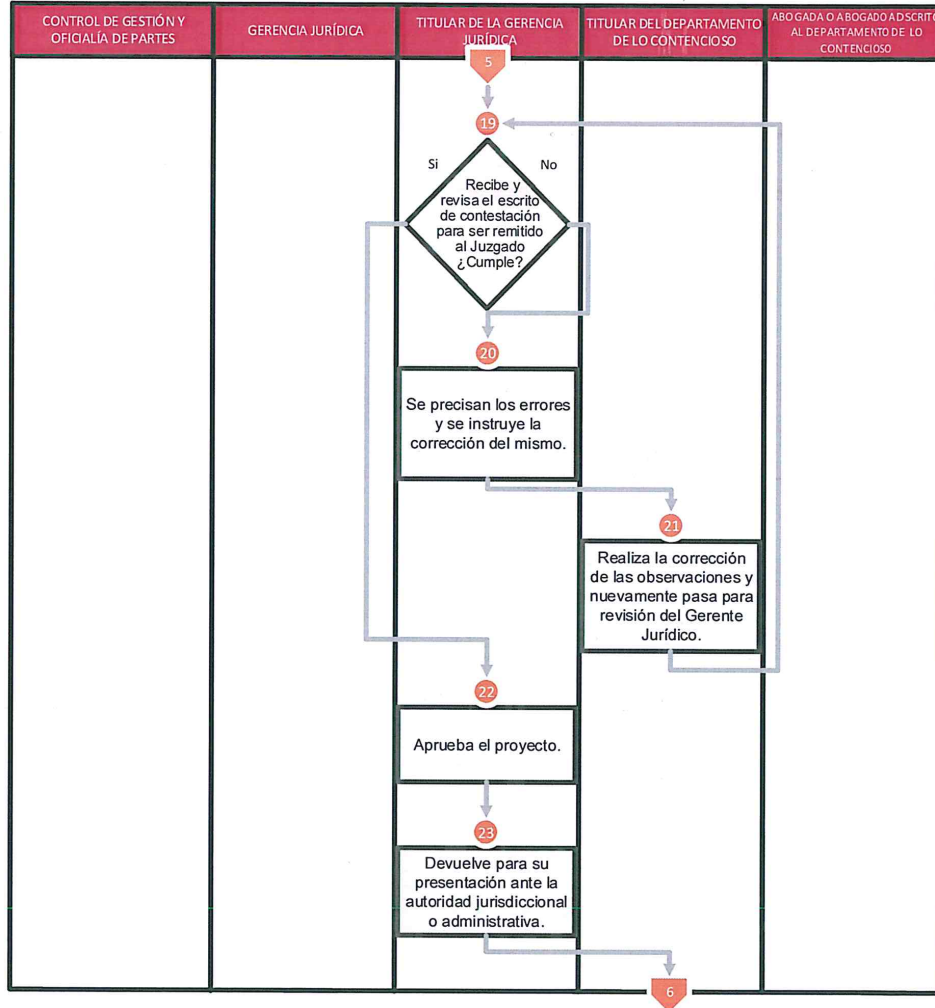 CONTROL DE GESTIÓN Y
OFICIALÍA DE PARTES
GERENCIA JURÍDICA
TITULAR DE LA GERENCIA
JURÍDICA
TITULAR DEL DEPARTAMENTO
DE LO CONTENCIOSO
ABOGADA O ABOGADO ADSCRITO
AL DEPARTAMENTO DE LO
CONTENCIOSO
5
19
Si
No
Recibe y
revisa el escrito
de contestación
para ser remitido
al Juzgado
¿Cumple?
20
Se precisan los errores
y se instruye la
corrección del mismo.
21
Realiza la corrección
de las observaciones y
nuevamente pasa para
revisión del Gerente
Jurídico.
22
Aprueba el proyecto.
23
Devuelve para su
presentación ante la
autoridad jurisdiccional
o administrativa.
6